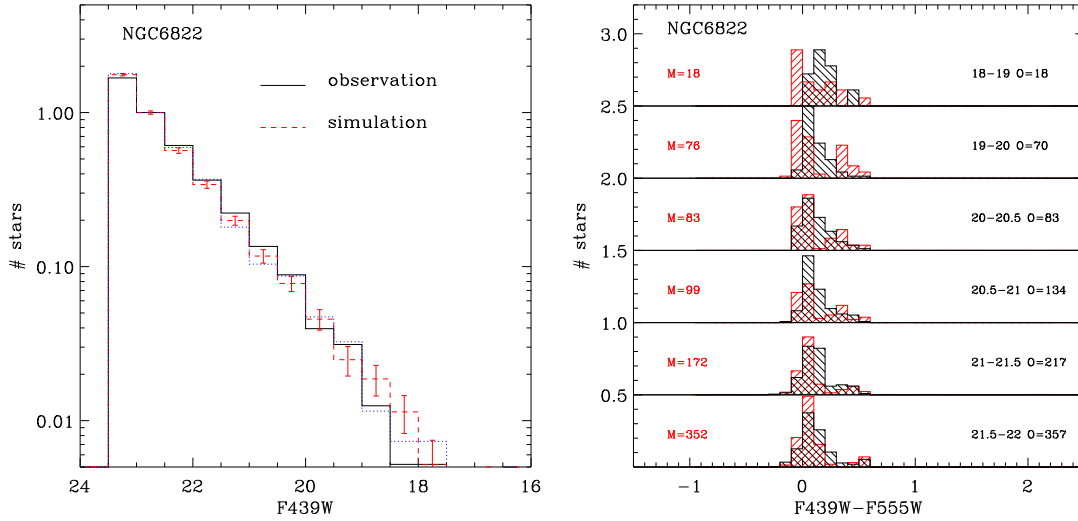 NGC6822
observation
simulation
1.00
0.10
0.01
# stars
24
22
20
18
16
F439W
NGC6822
3.0
2.5
2.0
1.5
1.0
0.5
# stars
M=18
18-19 O=18
M=76
19-20 O=70
M=83
20-20.5 O=83
M=99
20.5-21 O=134
M=172
21-21.5 O=217
M=352
21.5-22 O=357
-1
0
1
2
F439W-F555W